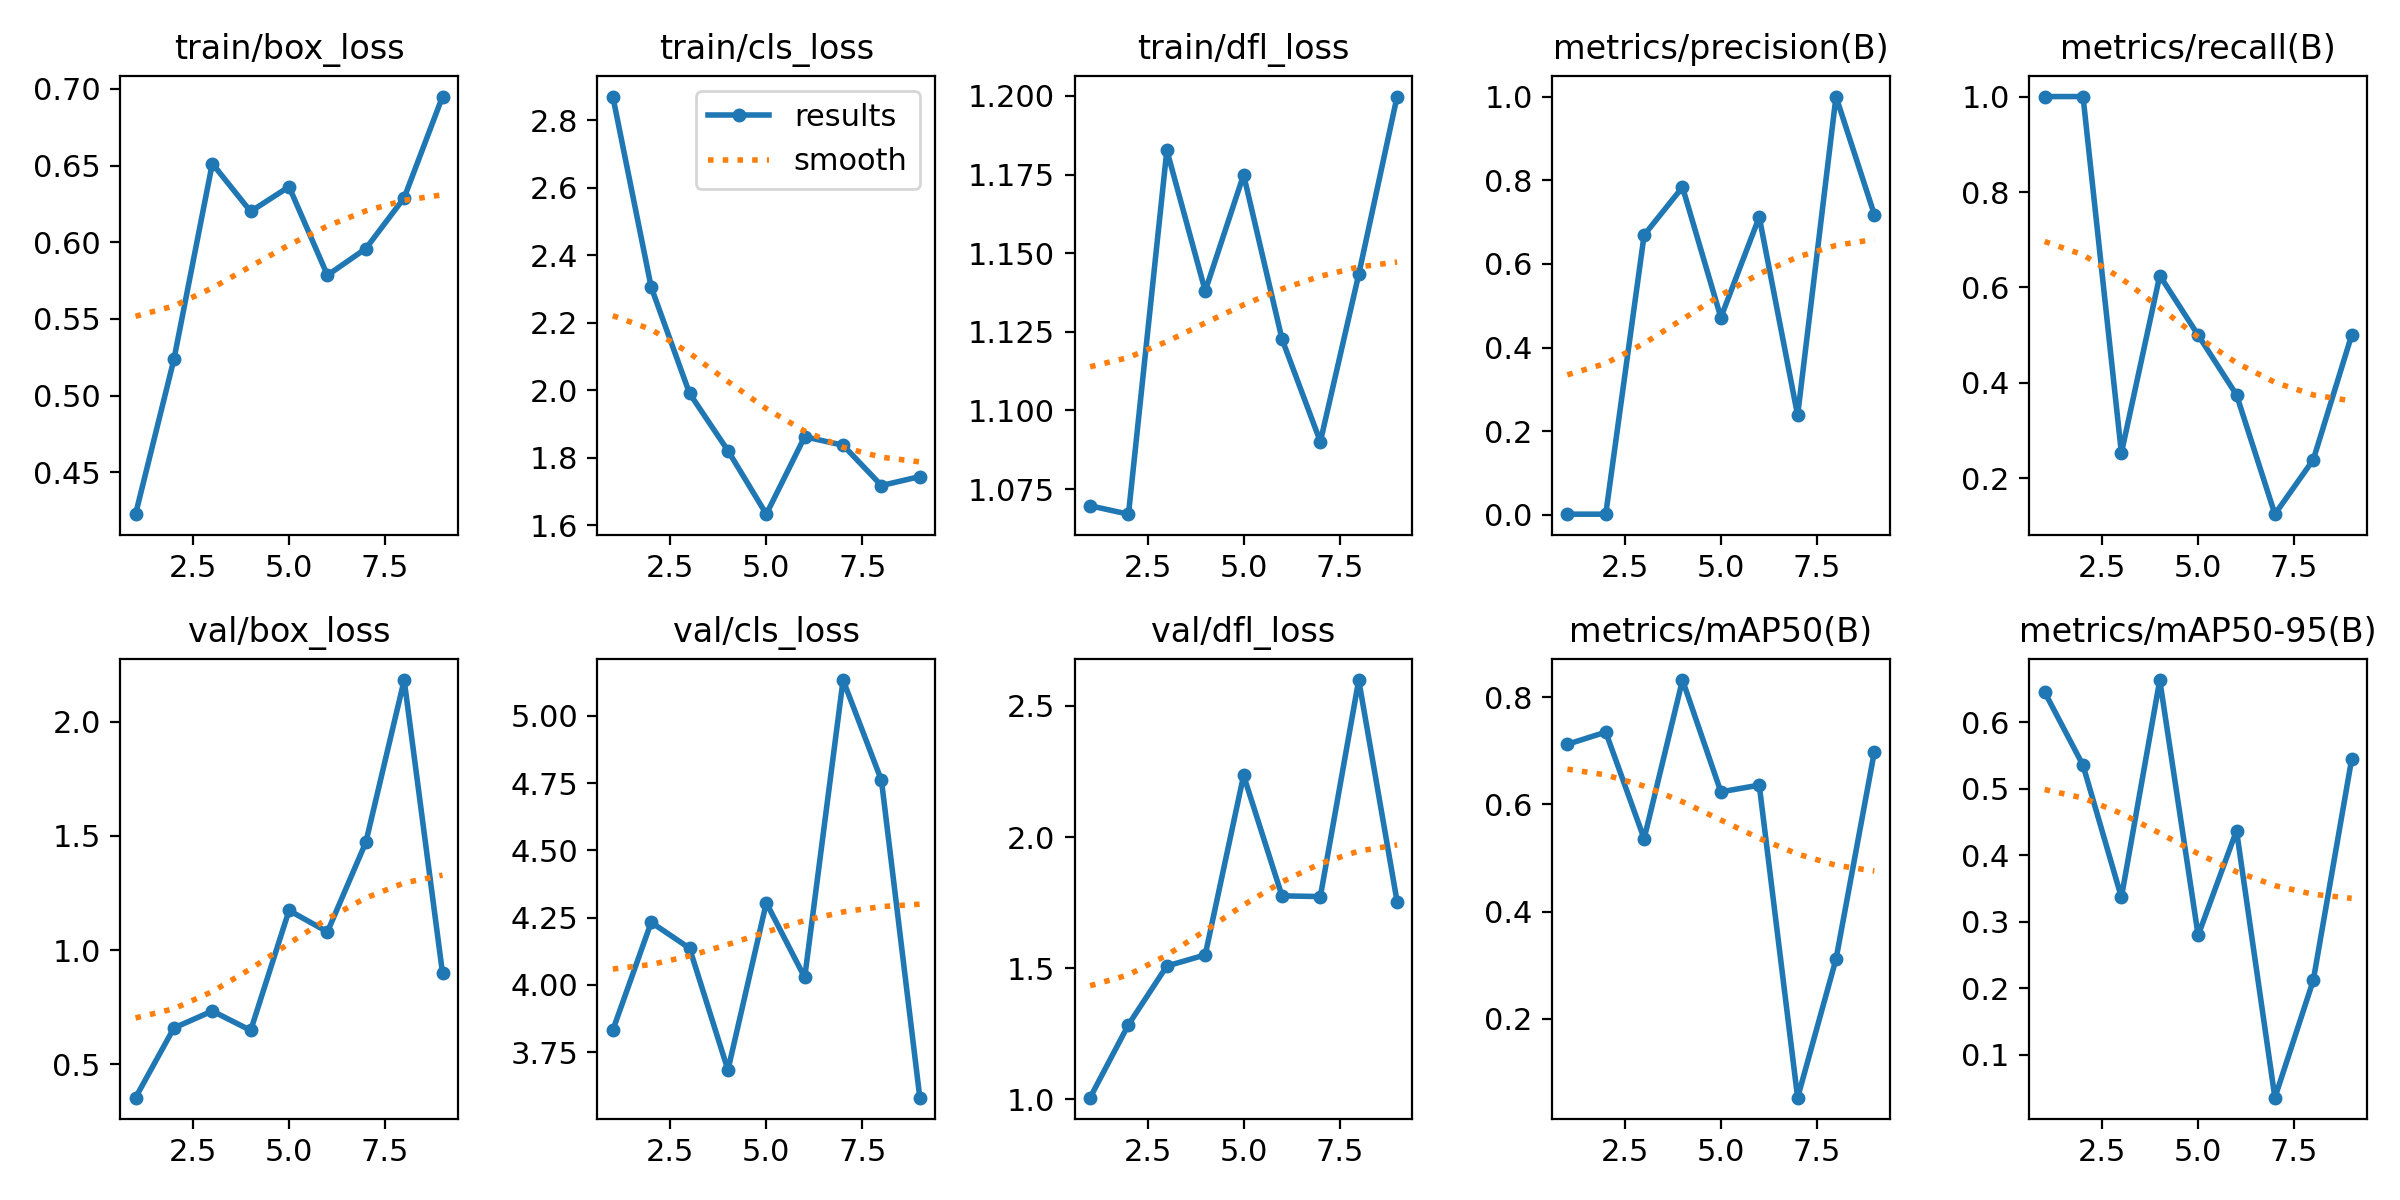 train/box_loss
train/cls_loss
train/dfl_loss
metrics/precision(B)
metrics/recall(B)
0.70
0.65
0.60
0.55
0.50
0.45
2.5 5.0 7.5
2.8
2.6
2.4
2.2
2.0
1.8
1.6
results
smooth
2.5 5.0 7.5
1.200
1.175
1.150
1.125
1.100
1.075
2.5 5.0 7.5
1.0
0.8
0.6
0.4
0.2
0.0
2.5 5.0 7.5
1.0
0.8
0.6
0.4
0.2
2.5 5.0 7.5
val/box_loss
val/cls_loss
val/dfl_loss
metrics/mAP50(B)
metrics/mAP50-95(B)
2.0
1.5
1.0
0.5
2.5 5.0 7.5
5.00
4.75
4.50
4.25
4.00
3.75
2.5 5.0 7.5
2.5
2.0
1.5
1.0
2.5 5.0 7.5
0.8
0.6
0.4
0.2
2.5 5.0 7.5
0.6
0.5
0.4
0.3
0.2
0.1
2.5 5.0 7.5